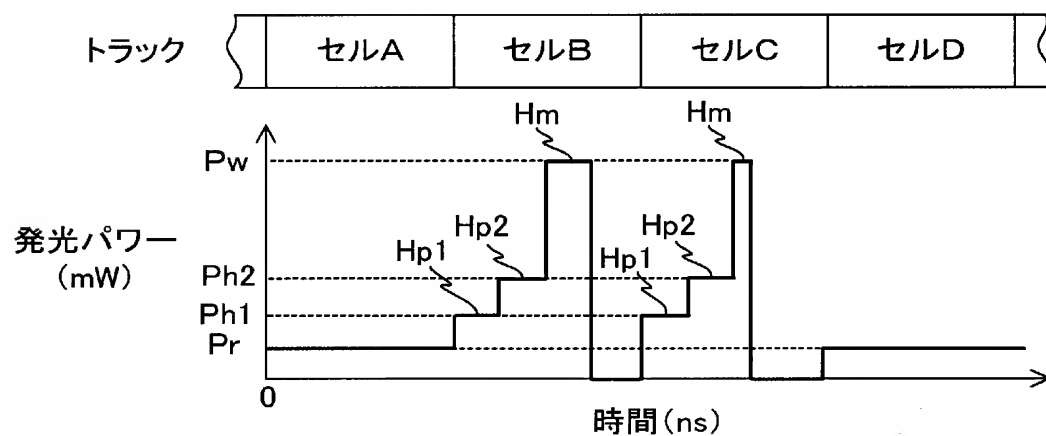 トラック セルA セルB セルC セルD
Hm Hm
Pw
Hp2 Hp2
Hp1 Hp1
発光パワー
(mW)
Ph2
Ph1
Pr
0
時間(ns)